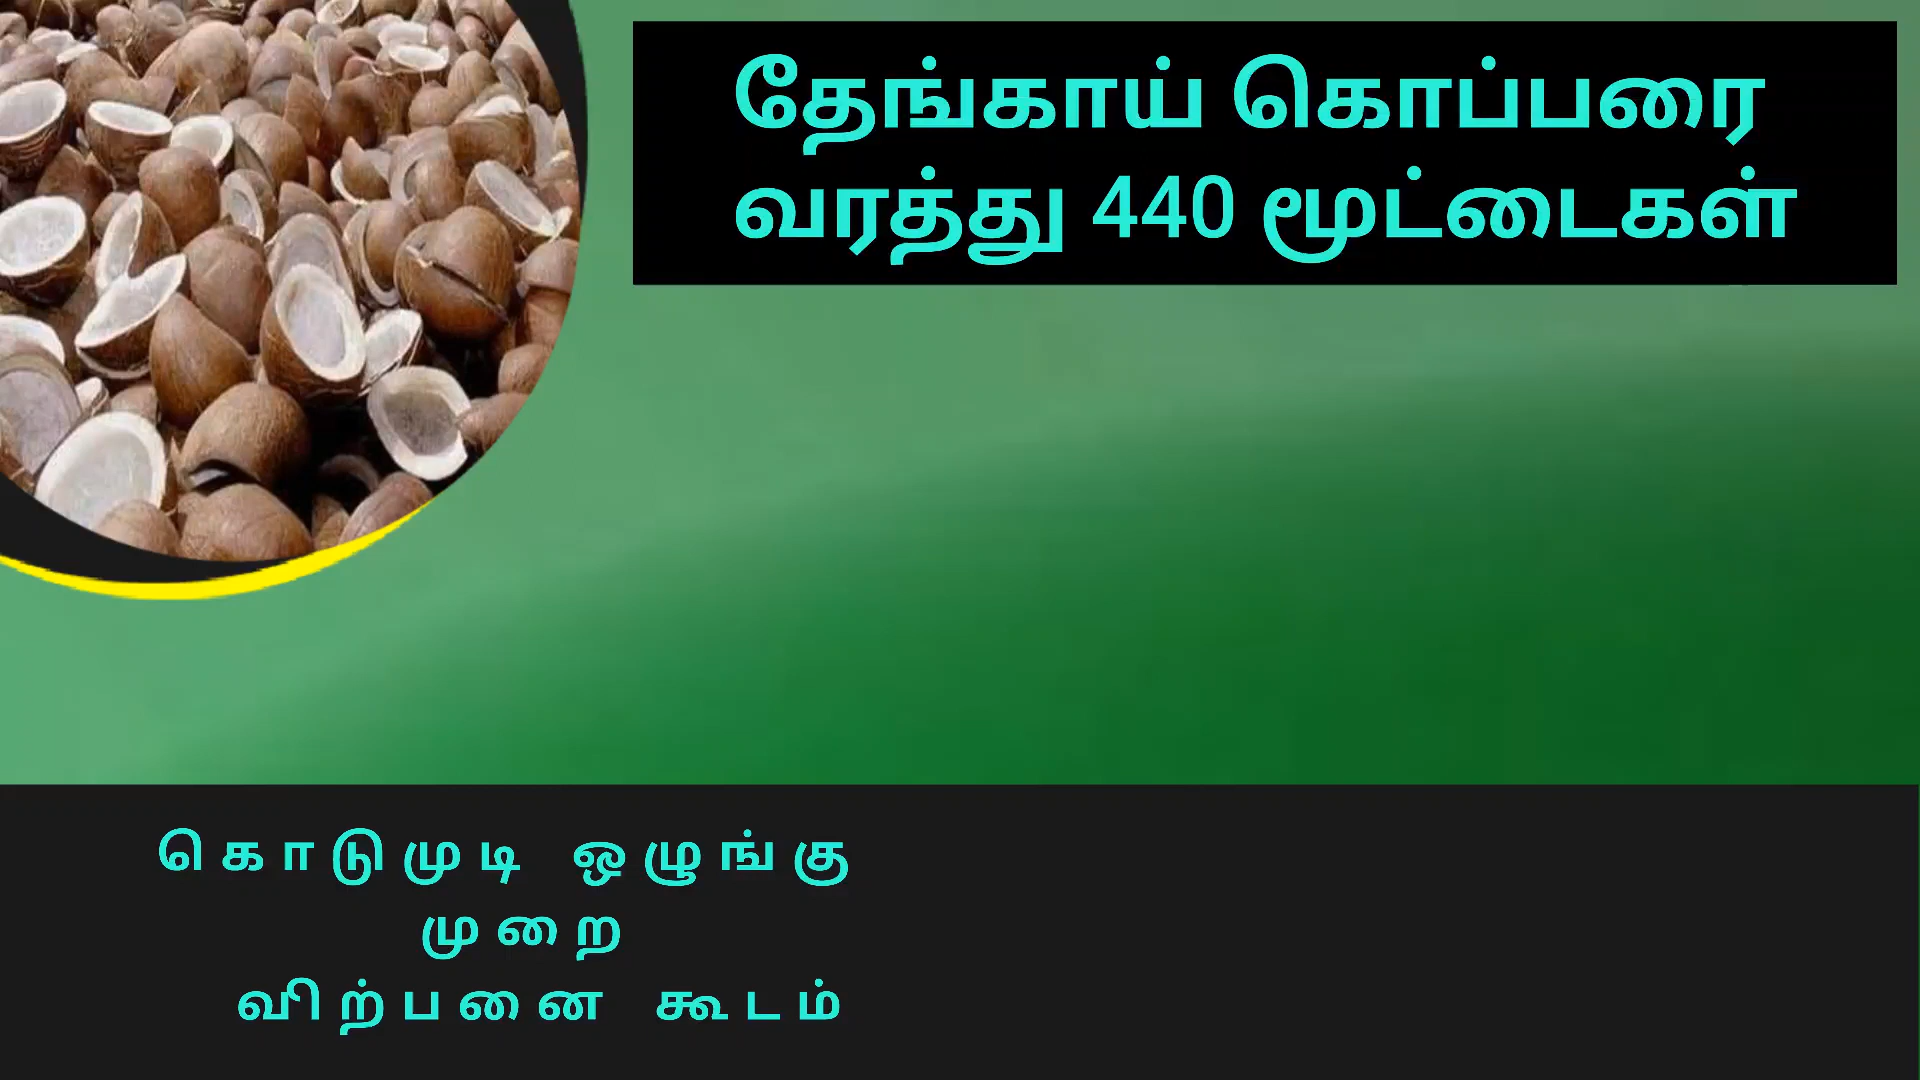 தேங்காய் கொப்பரை
வரத்து 440 மூட்டைகள்
கொடுமுடி ஒழுங்கு
முறை
விற்பனை கூடம்